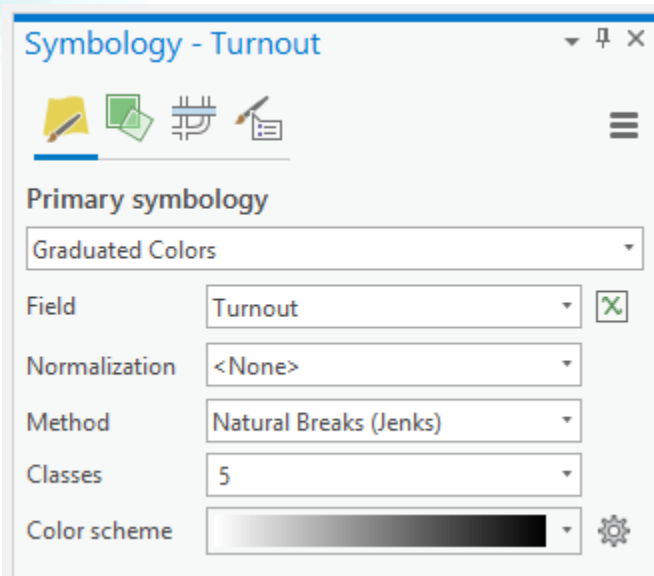 Symbology - Turnout
Primary symbology
Graduated Colors
Field Turnout
Normalization <None>
Method Natural Breaks (Jenks)
Classes 5
Color scheme